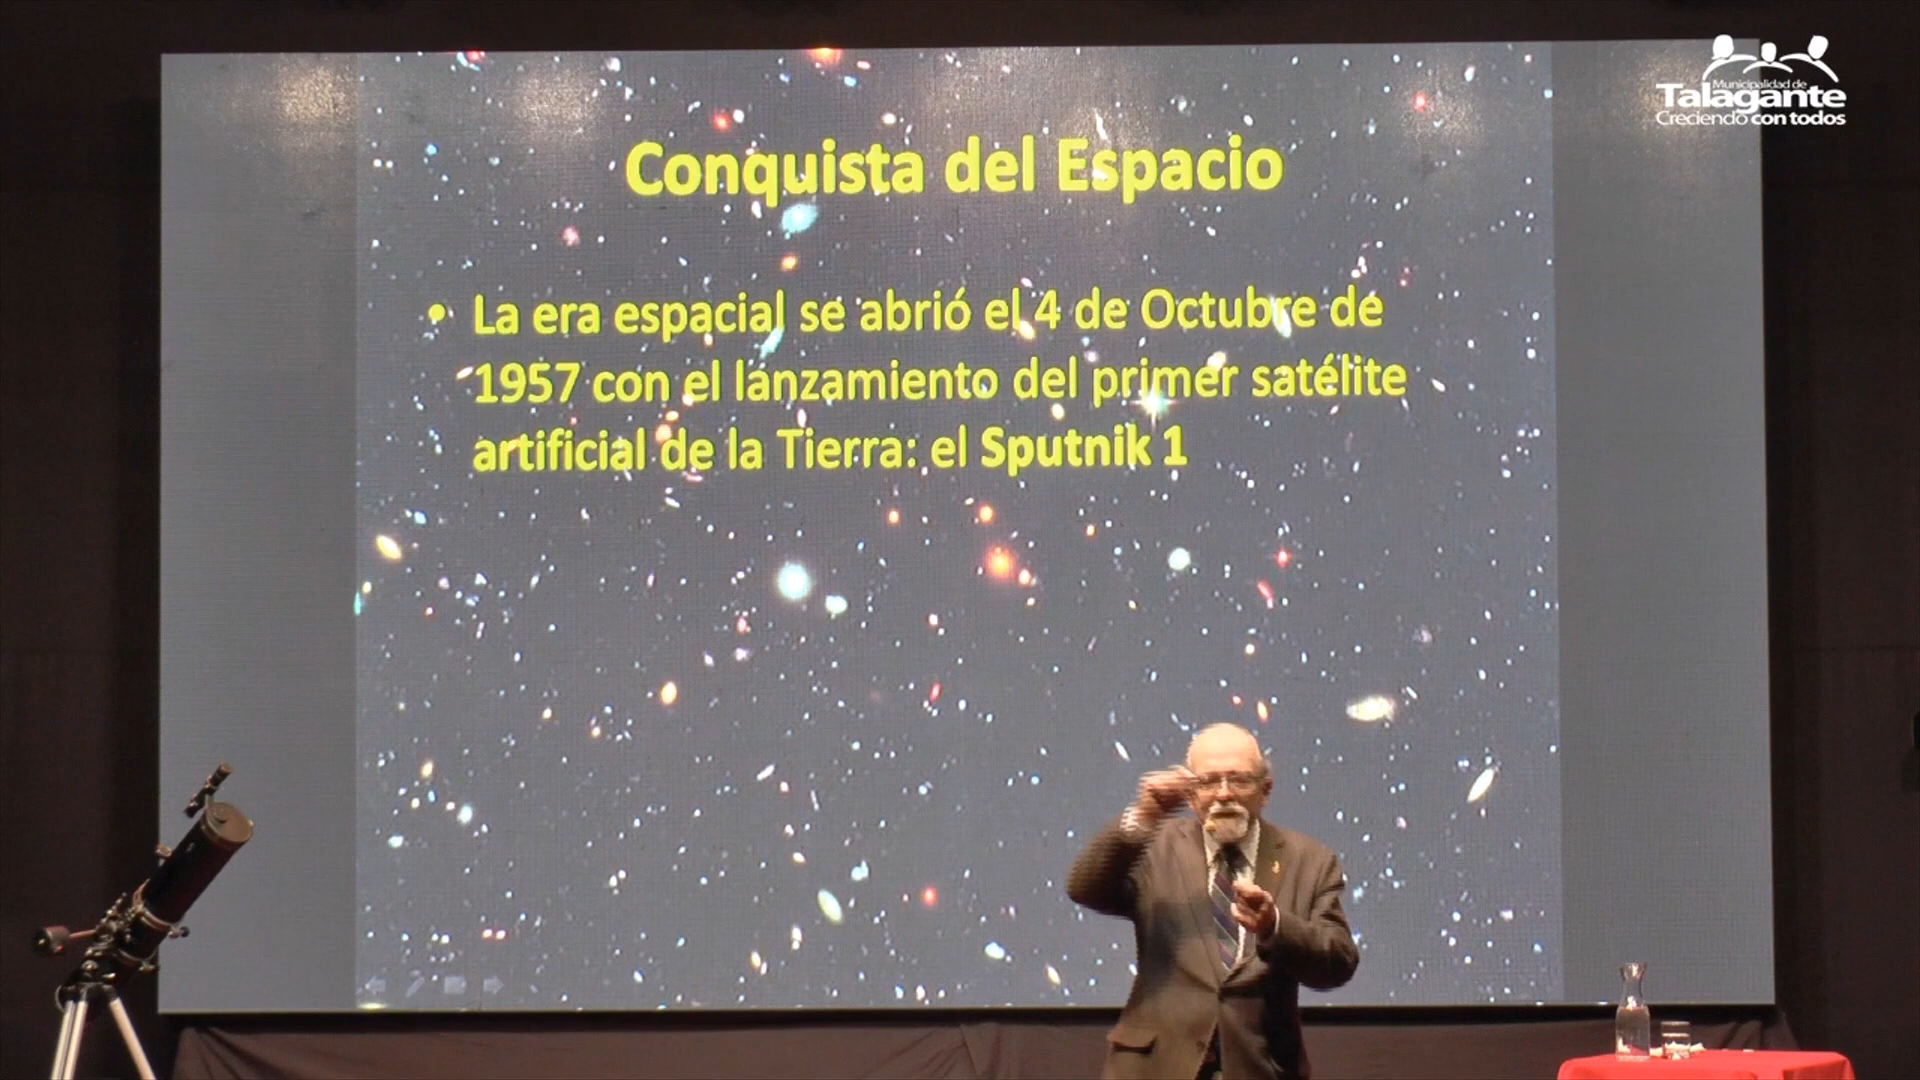 Municipalidad de
Talagante
Creciendo con todos
Conquista del Espacio
• La era espacial se abrió el 4 de Octubre de
1957 con el lanzamiento del primer satélite
artificial de la Tierra: el Sputnik 1